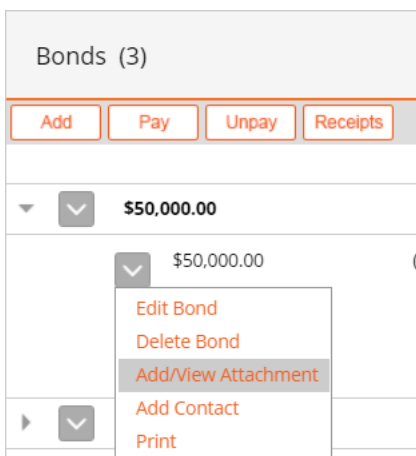 Bonds (3)
Add Pay Unpay Receipts
$50,000.00
$50,000.00 (
Edit Bond
Delete Bond
Add/View Attachment
Add Contact
Print